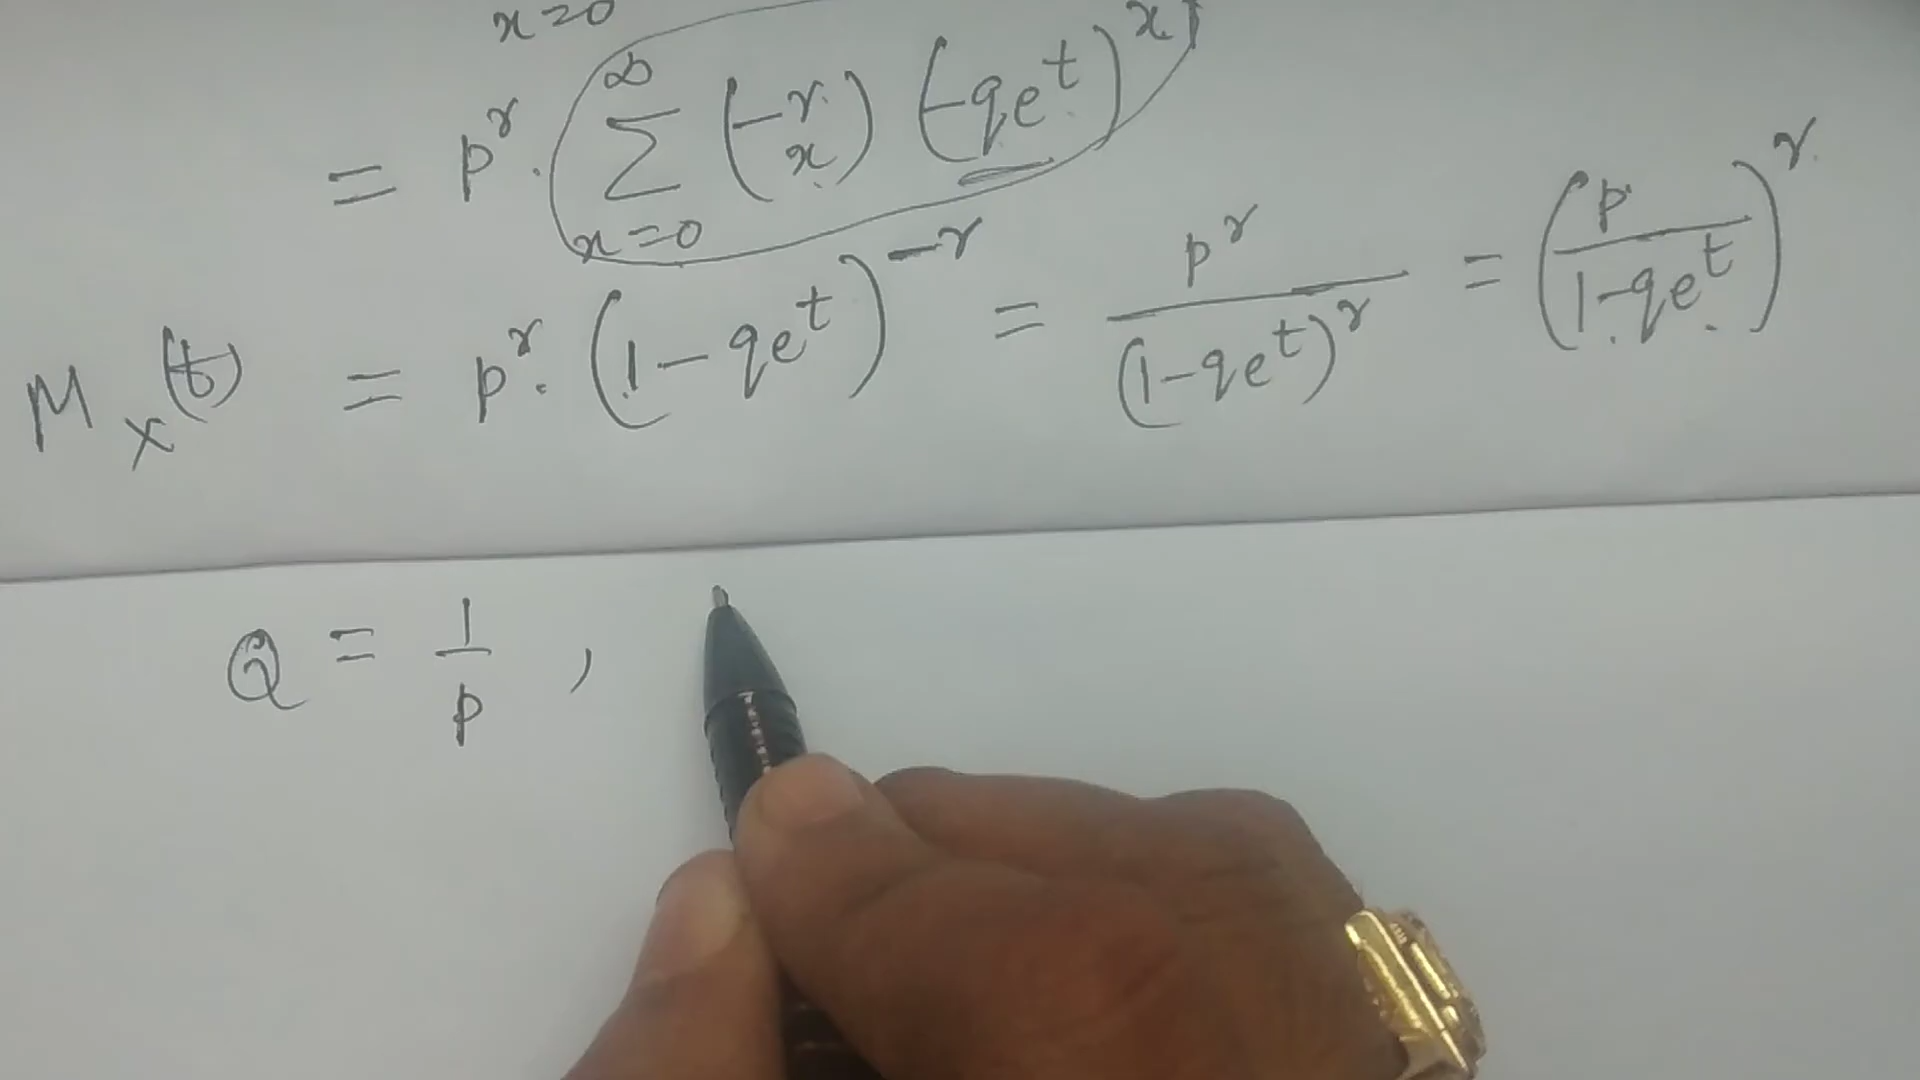 x=0
= p^r . ∑_{x=0}^{∞} (-r x) (-qe^t)^x
M_x(t) = p^r . (1-qe^t)^{-r} = p^r / (1-qe^t)^r = (p / 1-qe^t)^r
Q = 1/p ,